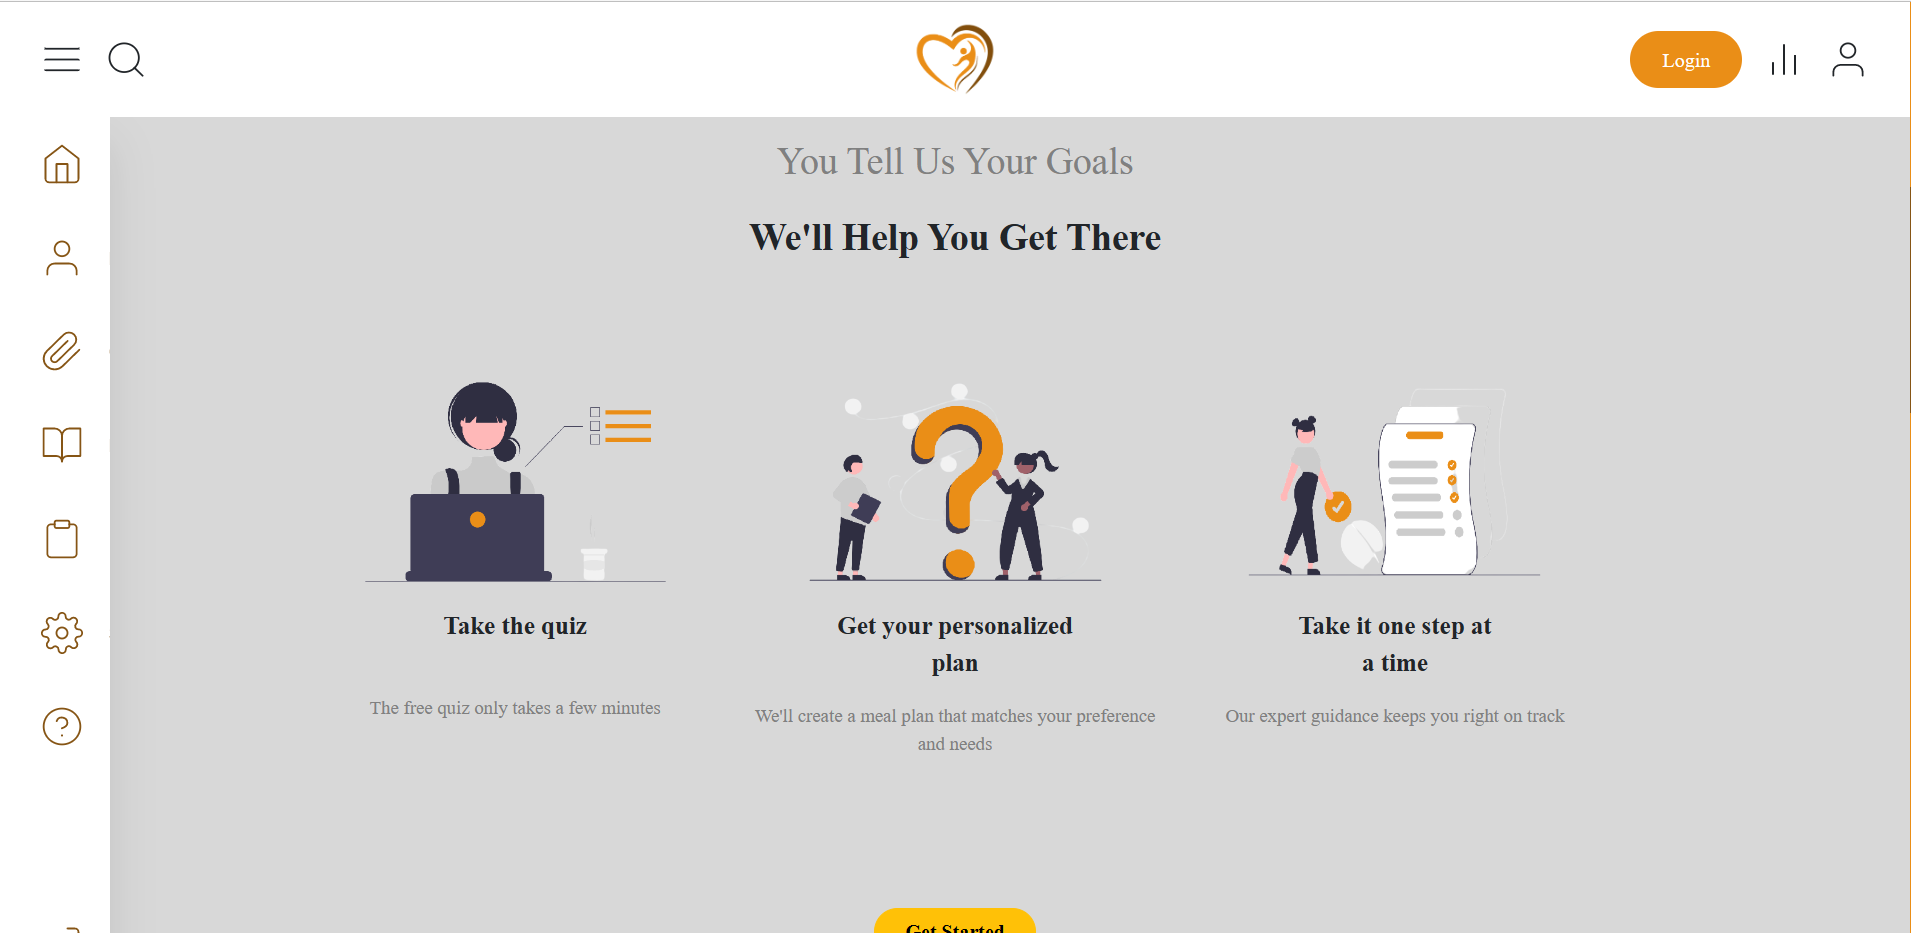 Login
You Tell Us Your Goals
We'll Help You Get There
Take the quiz
The free quiz only takes a few minutes
Get your personalized
plan
We'll create a meal plan that matches your preference
and needs
Take it one step at
a time
Our expert guidance keeps you right on track
Get Started